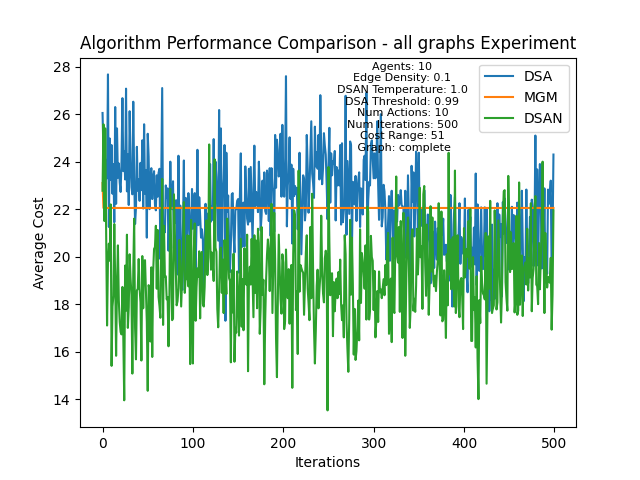 Algorithm Performance Comparison - all graphs Experiment
Agents: 10
Edge Density: 0.1
DSAN Temperature: 1.0
DSA Threshold: 0.99
Num Actions: 10
Num Iterations: 500
Cost Range: 51
Graph: complete
DSA
MGM
DSAN
Average Cost
28
26
24
22
20
18
16
14
0 100 200 300 400 500
Iterations